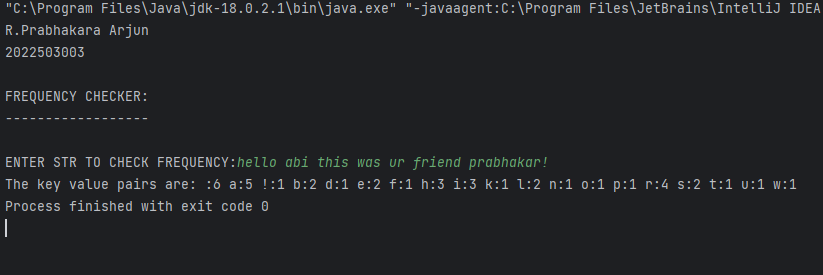 "C:\Program Files\Java\jdk-18.0.2.1\bin\java.exe" "-javaagent:C:\Program Files\JetBrains\IntelliJ IDEA
R.Prabhakara Arjun
2022503003
FREQUENCY CHECKER:
------------------
ENTER STR TO CHECK FREQUENCY:hello abi this was ur friend prabhakar!
The key value pairs are: :6 a:5 !:1 b:2 d:1 e:2 f:1 h:3 i:3 k:1 l:2 n:1 o:1 p:1 r:4 s:2 t:1 u:1 w:1
Process finished with exit code 0